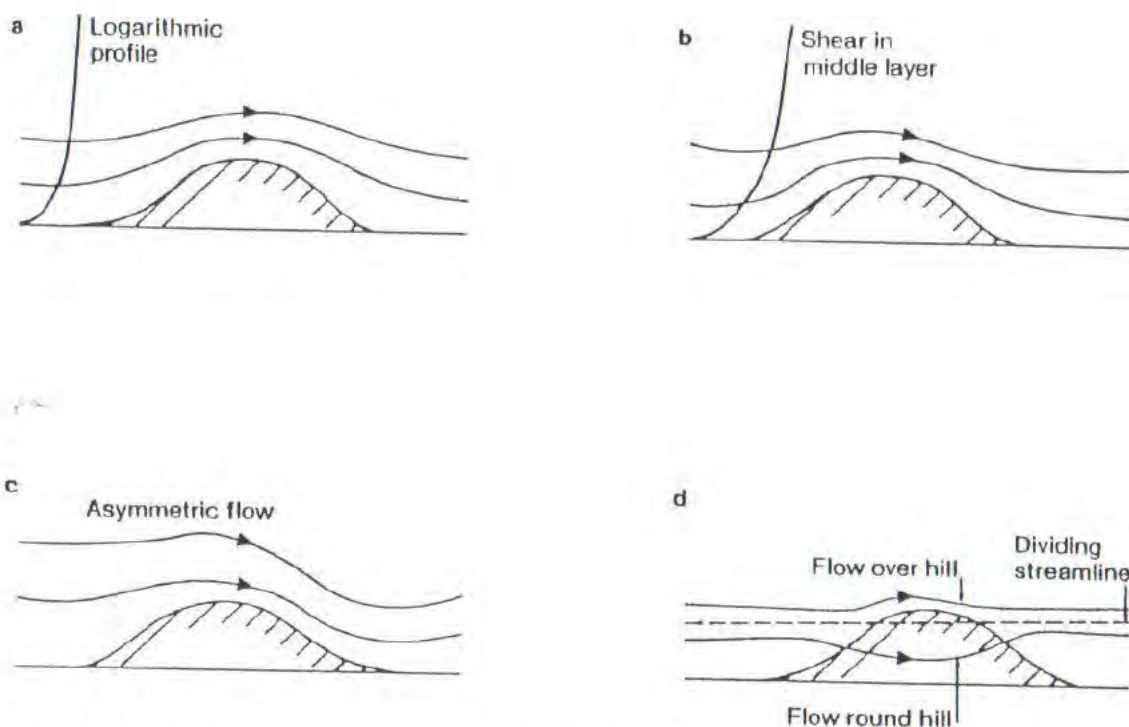 a
Logarithmic
profile
b
Shear in
middle layer
c
Asymmetric flow
d
Flow over hill
Dividing
streamline
Flow round hill